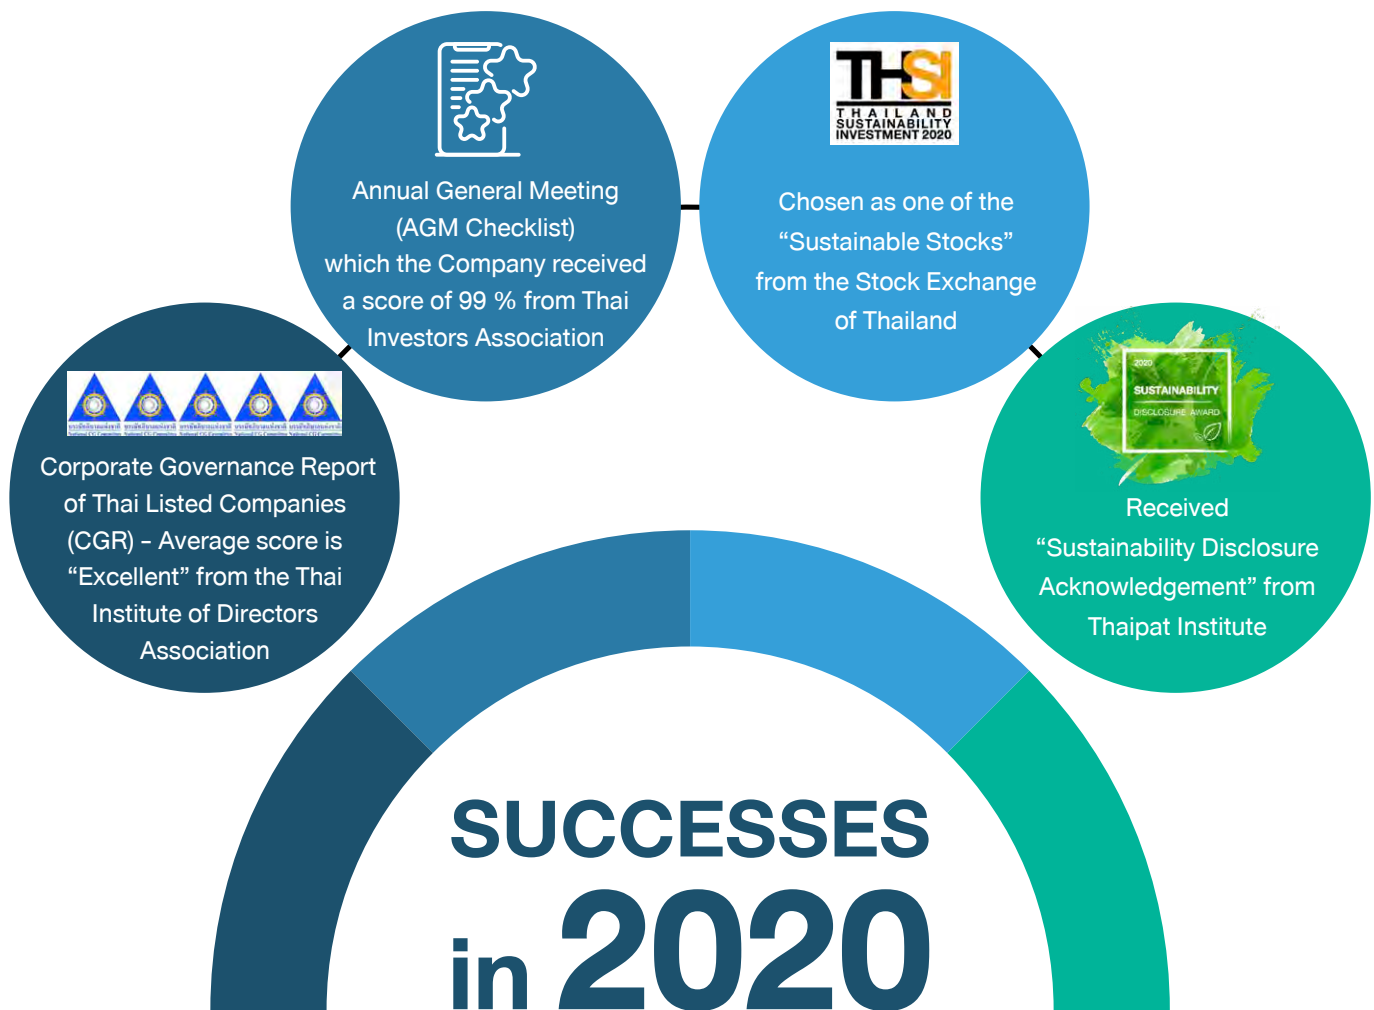 Annual General Meeting
(AGM Checklist)
which the Company received
a score of 99 % from Thai
Investors Association
THSI
THAILAND
SUSTAINABILITY
INVESTMENT 2020
Chosen as one of the
“Sustainable Stocks”
from the Stock Exchange
of Thailand
Corporate Governance Report
of Thai Listed Companies
(CGR) – Average score is
“Excellent” from the Thai
Institute of Directors
Association
2020
SUSTAINABILITY
DISCLOSURE AWARD
Received
“Sustainability Disclosure
Acknowledgement” from
Thaipat Institute
SUCCESSES
in 2020